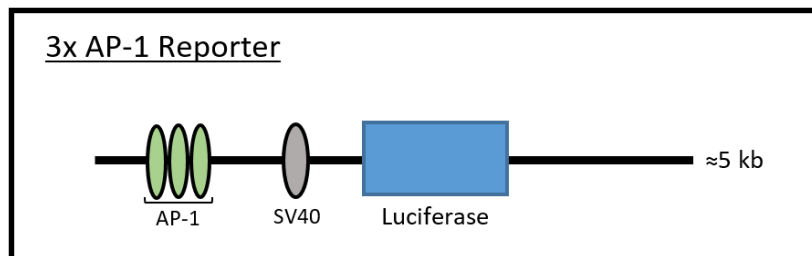 3x AP-1 Reporter
≈5 kb
AP-1
SV40
Luciferase